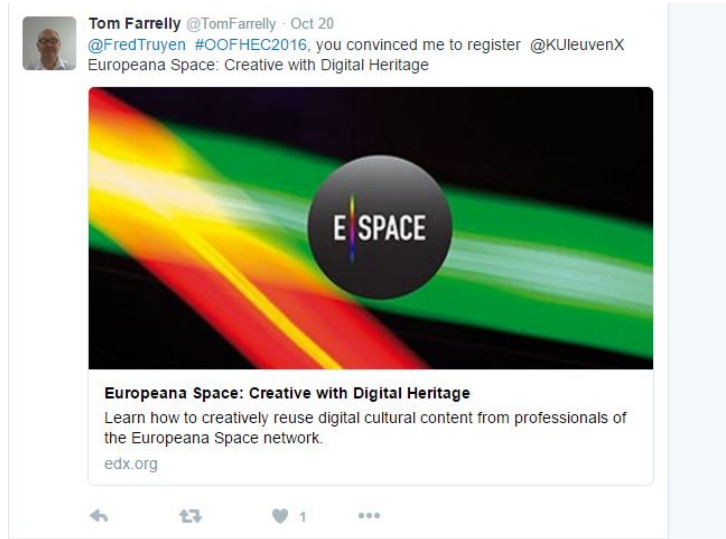 Tom Farrelly @TomFarrelly · Oct 20
@FredTruyen #OOFHEC2016, you convinced me to register @KUleuvenX
Europeana Space: Creative with Digital Heritage
E SPACE
Europeana Space: Creative with Digital Heritage
Learn how to creatively reuse digital cultural content from professionals of
the Europeana Space network.
edx.org
1